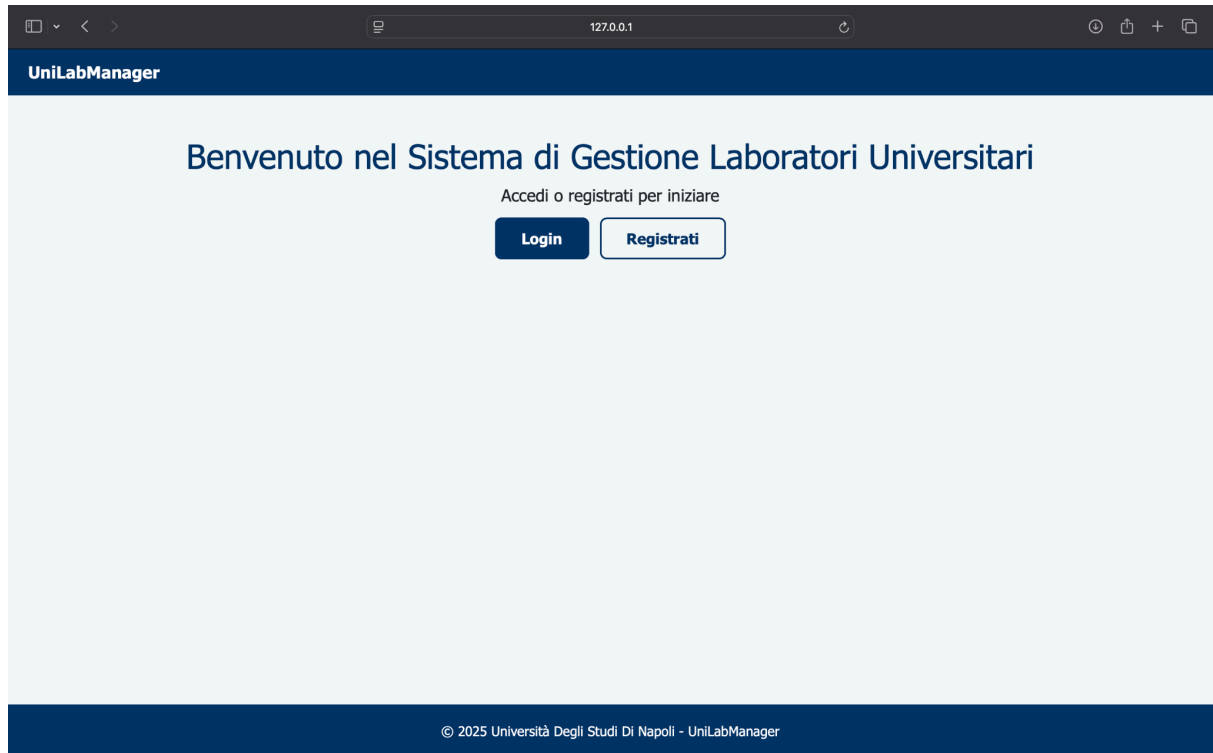 127.0.0.1
UniLabManager
Benvenuto nel Sistema di Gestione Laboratori Universitari
Accedi o registrati per iniziare
Login
Registrati
© 2025 Università Degli Studi Di Napoli - UniLabManager